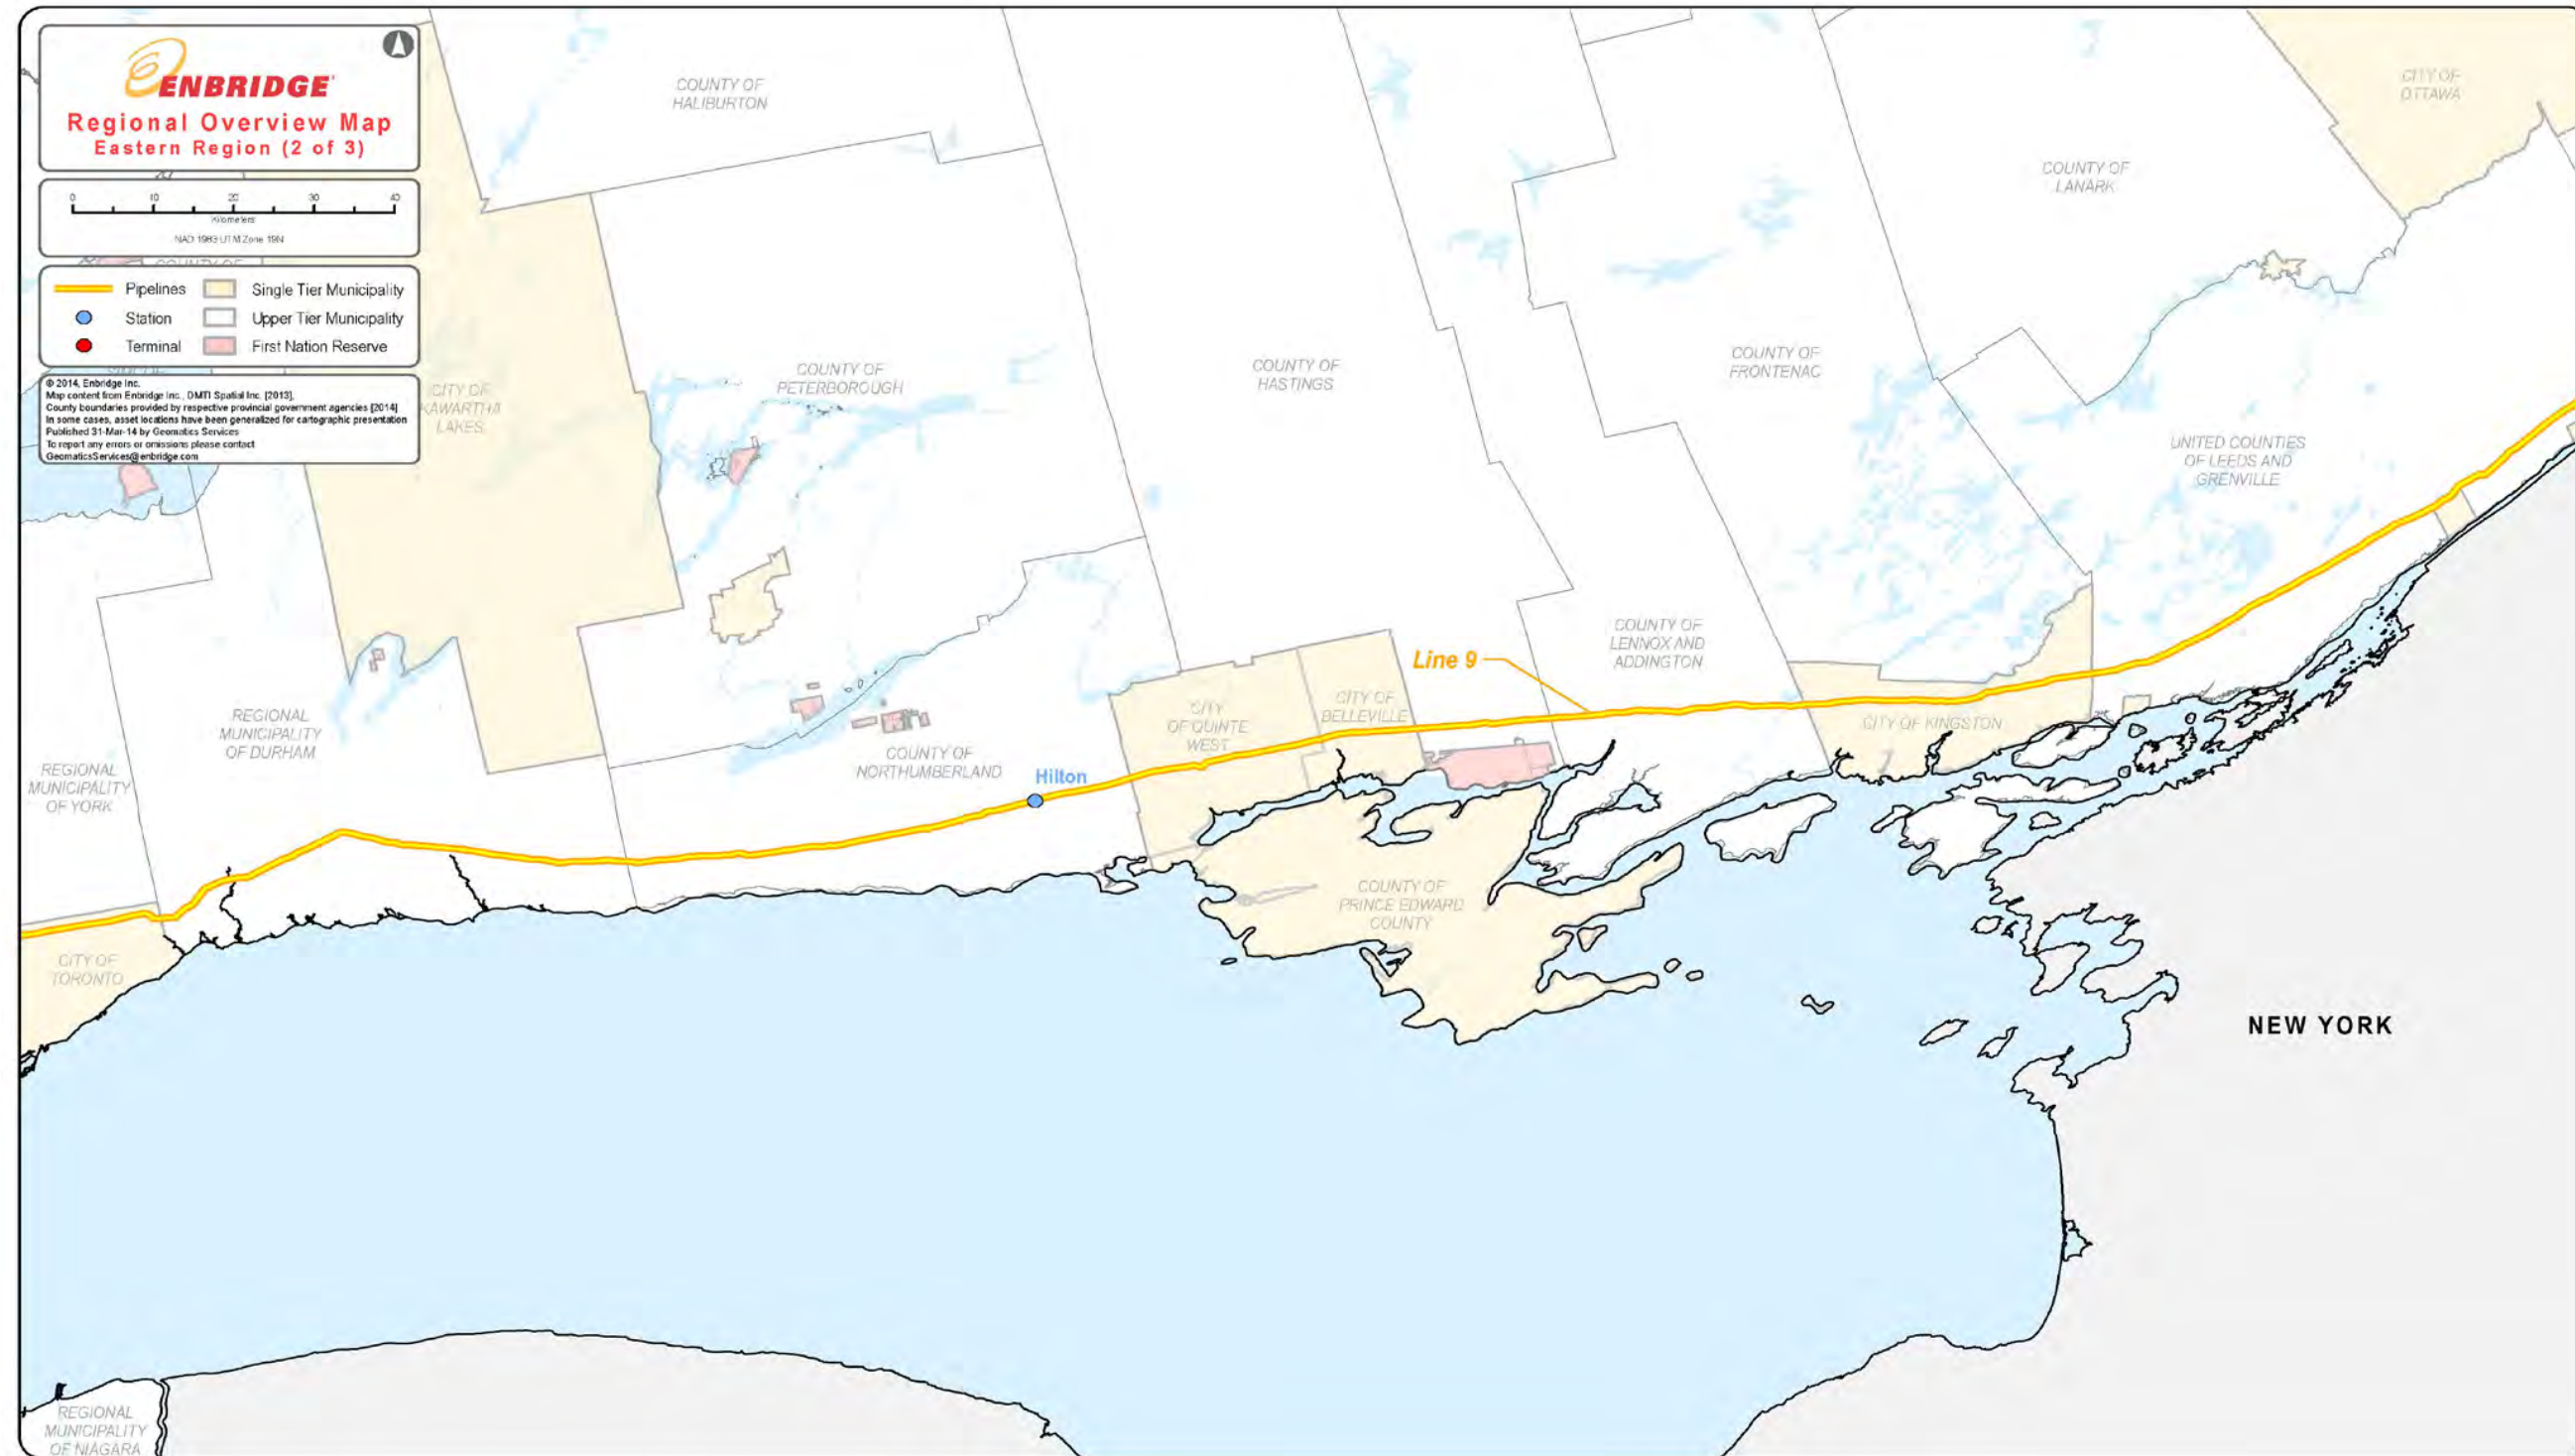 ENBRIDGE
Regional Overview Map
Eastern Region (2 of 3)
0 10 20 30 40
Kilometers
NAD 1983 UTM Zone 19N
COUNTY OF
Pipelines
Single Tier Municipality
Station
Upper Tier Municipality
Terminal
First Nation Reserve
© 2014, Enbridge Inc.
Map content from Enbridge Inc., DMTI Spatial Inc. [2013],
County boundaries provided by respective provincial government agencies [2014]
In some cases, asset locations have been generalized for cartographic presentation
Published 31-Mar-14 by Geomatics Services
To report any errors or omissions please contact
GeomaticsServices@enbridge.com
COUNTY OF
HALIBURTON
CITY OF
OTTAWA
COUNTY OF
LANARK
CITY OF
KAWARTHA
LAKES
COUNTY OF
PETERBOROUGH
COUNTY OF
HASTINGS
COUNTY OF
FRONTENAC
UNITED COUNTIES
OF LEEDS AND
GRENVILLE
COUNTY OF
LENNOX AND
ADDINGTON
Line 9
REGIONAL
MUNICIPALITY
OF DURHAM
CITY
OF QUINTE
WEST
CITY OF
BELLEVILLE
CITY OF KINGSTON
COUNTY OF
NORTHUMBERLAND
Hilton
REGIONAL
MUNICIPALITY
OF YORK
COUNTY OF
PRINCE EDWARD
COUNTY
CITY OF
TORONTO
NEW YORK
REGIONAL
MUNICIPALITY
OF NIAGARA